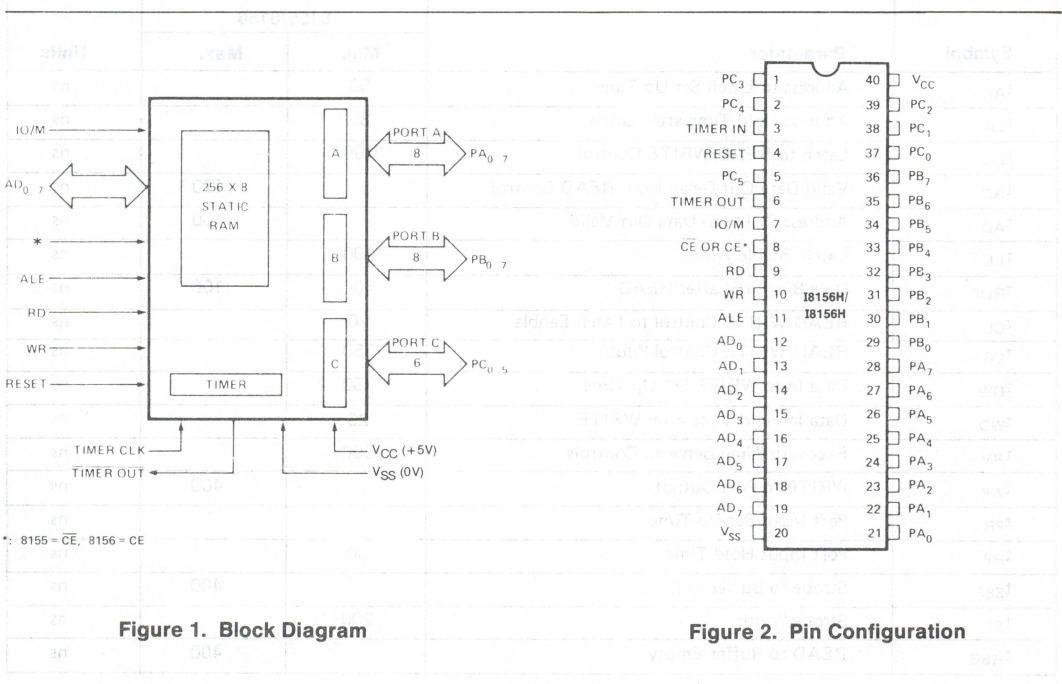 IO/M
AD0-7
*
ALE
RD
WR
RESET
256 X 8
STATIC
RAM
TIMER
A
B
C
PORT A
8
PA0-7
PORT B
8
PB0-7
PORT C
6
PC0-5
TIMER CLK
TIMER OUT
VCC (+5V)
VSS (0V)
*: 8155 = CE, 8156 = CE
Figure 1. Block Diagram
PC3 1 40 VCC
PC4 2 39 PC2
TIMER IN 3 38 PC1
RESET 4 37 PC0
PC5 5 36 PB7
TIMER OUT 6 35 PB6
IO/M 7 34 PB5
CE OR CE* 8 33 PB4
RD 9 32 PB3
WR 10 I8156H/ 31 PB2
ALE 11 I8156H 30 PB1
AD0 12 29 PB0
AD1 13 28 PA7
AD2 14 27 PA6
AD3 15 26 PA5
AD4 16 25 PA4
AD5 17 24 PA3
AD6 18 23 PA2
AD7 19 22 PA1
VSS 20 21 PA0
Figure 2. Pin Configuration